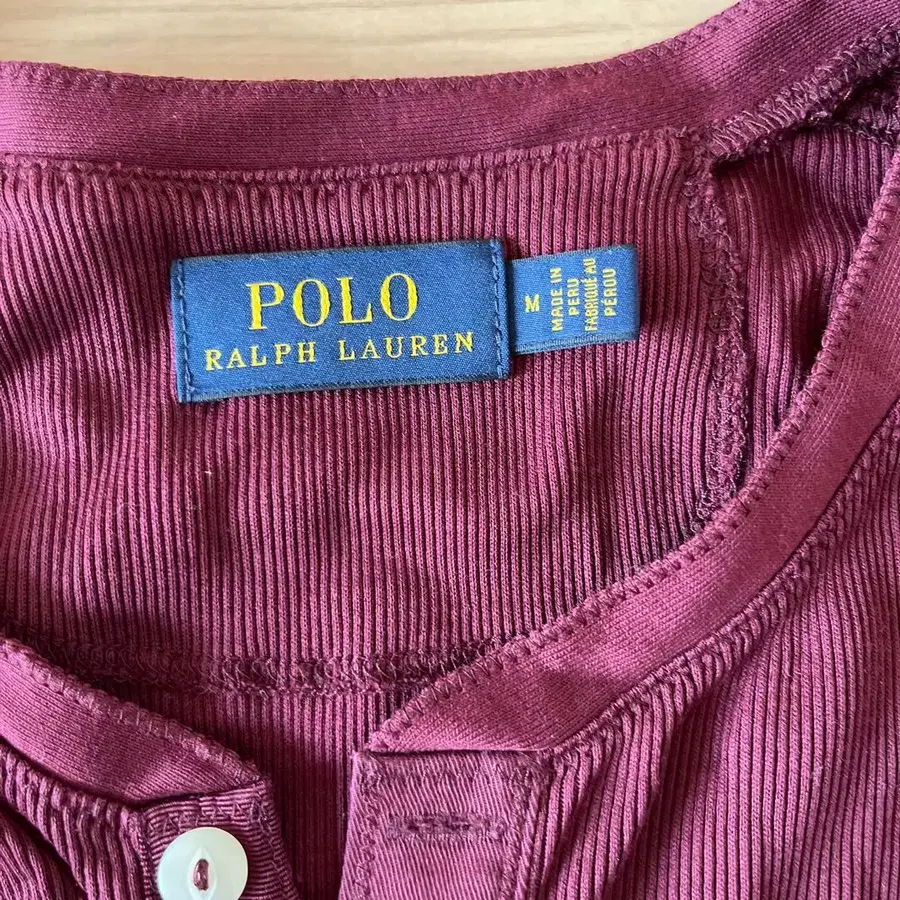 POLO
RALPH LAUREN
M
MADE IN
PERU
FABRIQUÉ AU
PÉROU